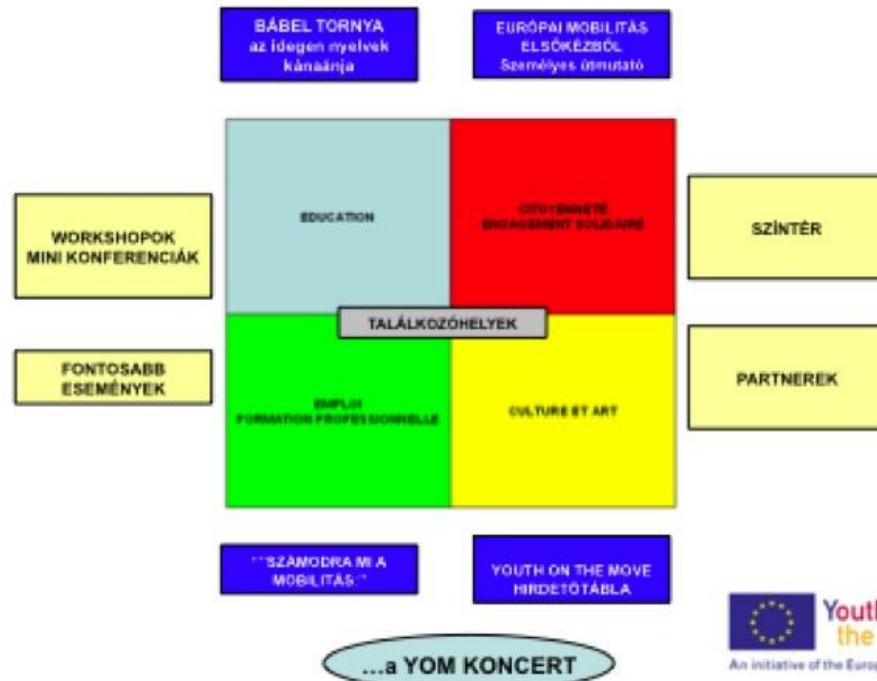 BÁBEL TORNYA
az idegen nyelvek
kánaánja
EURÓPAI MOBILITÁS
ELSŐKÉZBŐL
Személyes útmutató
WORKSHOPOK
MINI KONFERENCIÁK
EDUCATION
CITOYENNETÉ
ENGAGEMENT SOLIDAIRE
SZÍNTÉR
TALÁLKOZÓHELYEK
FONTOSABB
ESEMÉNYEK
EMPLOI
FORMATION PROFESSIONNELLE
CULTURE ET ART
PARTNEREK
SZÁMODRA MI A
MOBILITÁS
YOUTH ON THE MOVE
HIRDETŐTÁBLA
...a YOM KONCERT
Youth
the
An initiative of the